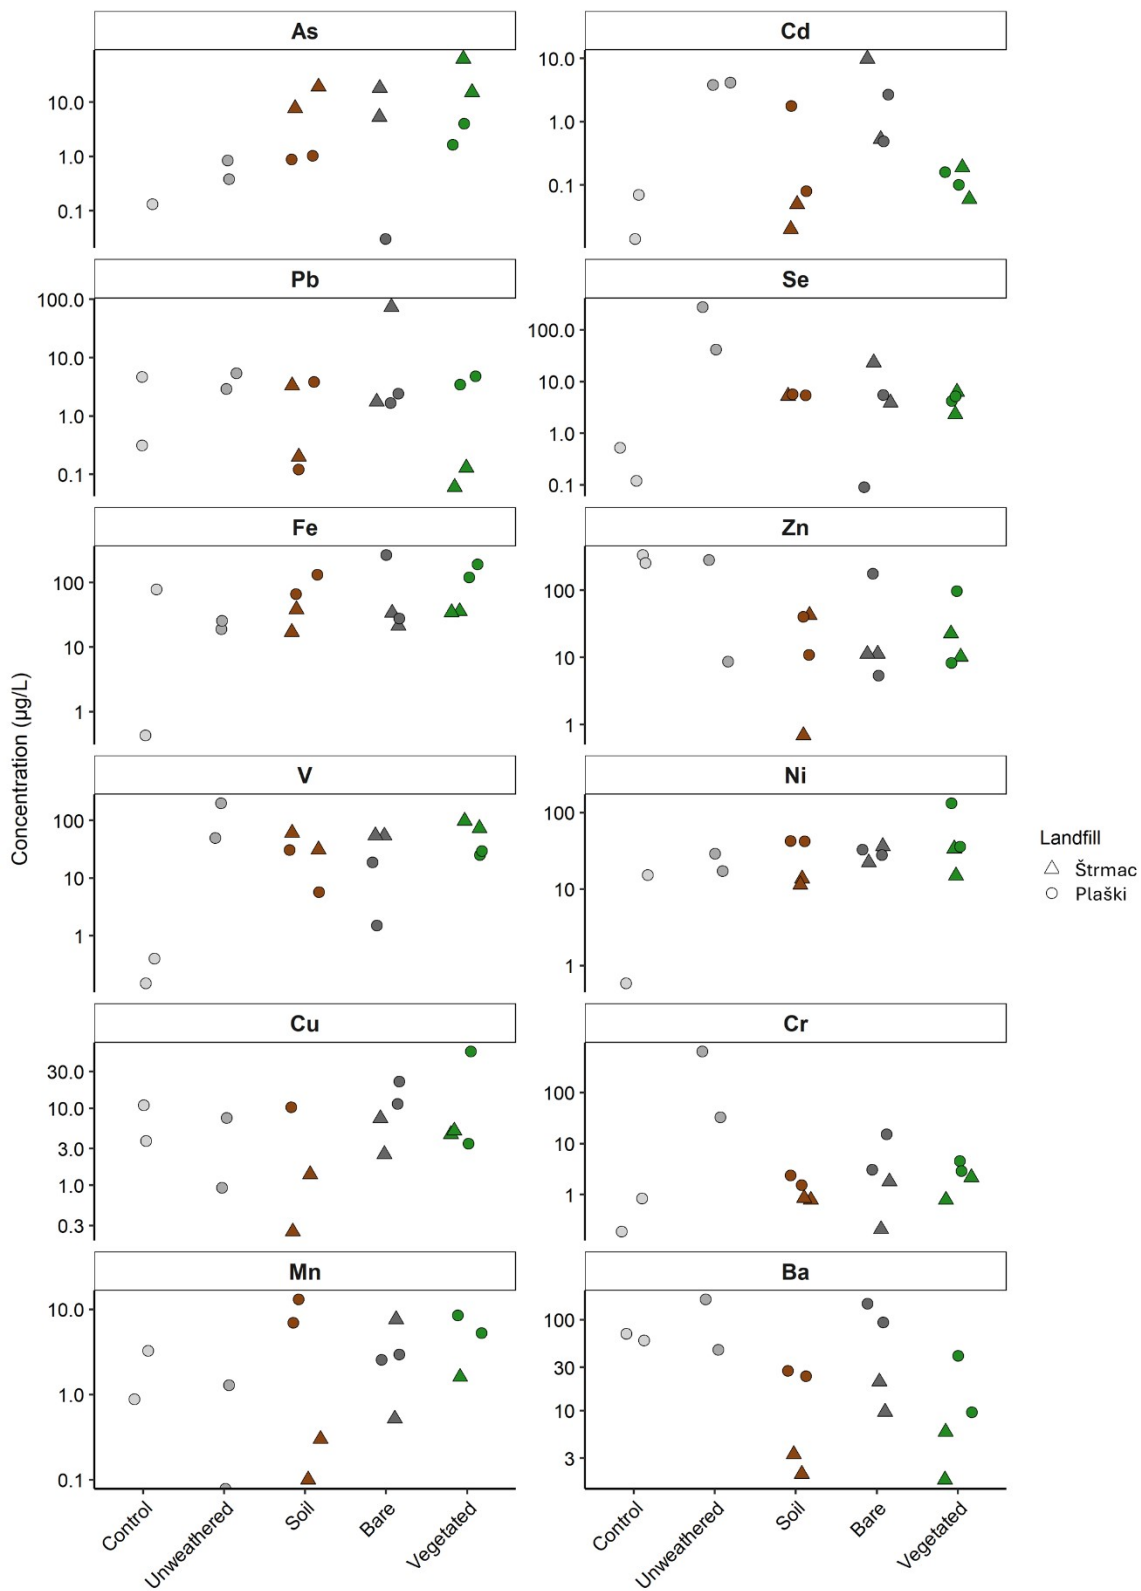 As
Cd
10.0
1.0
0.1
10.0
1.0
0.1
Pb
Se
100.0
10.0
1.0
0.1
100.0
10.0
1.0
0.1
Fe
Zn
100
10
1
100
10
1
Concentration (µg/L)
V
Ni
100
10
1
100
10
1
Landfill
Štrmac
Plaški
Cu
Cr
30.0
10.0
3.0
1.0
0.3
100
10
1
Mn
Ba
10.0
1.0
0.1
100
30
10
3
Control
Unweathered
Soil
Bare
Vegetated
Control
Unweathered
Soil
Bare
Vegetated